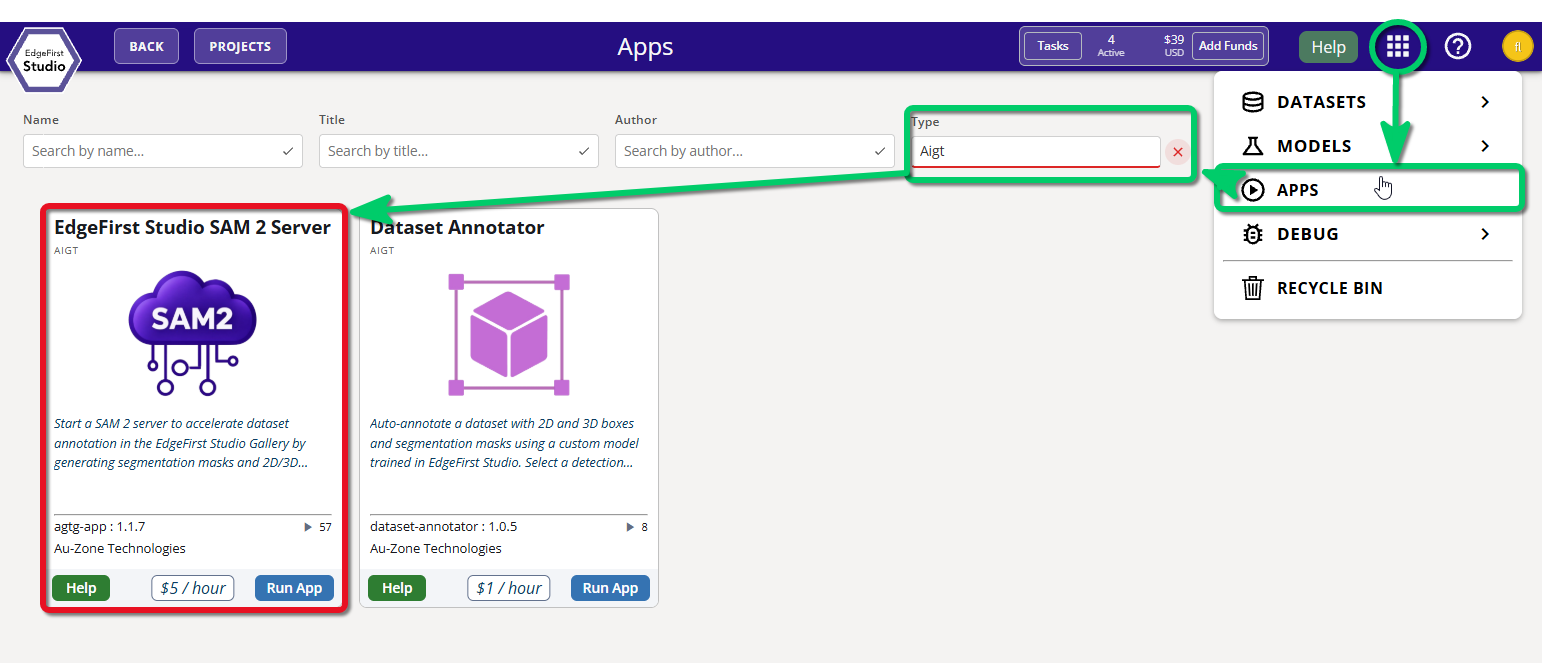 EdgeFirst
Studio
BACK
PROJECTS
Apps
Tasks
4
Active
$39
USD
Add Funds
Help
?
fl
DATASETS
MODELS
APPS
DEBUG
RECYCLE BIN
Name
Search by name...
Title
Search by title...
Author
Search by author...
Type
Aigt
EdgeFirst Studio SAM 2 Server
AIGT
SAM2
Start a SAM 2 server to accelerate dataset
annotation in the EdgeFirst Studio Gallery by
generating segmentation masks and 2D/3D...
agtg-app : 1.1.7
57
Au-Zone Technologies
Help
$5 / hour
Run App
Dataset Annotator
AIGT
Auto-annotate a dataset with 2D and 3D boxes
and segmentation masks using a custom model
trained in EdgeFirst Studio. Select a detection...
dataset-annotator : 1.0.5
8
Au-Zone Technologies
Help
$1 / hour
Run App